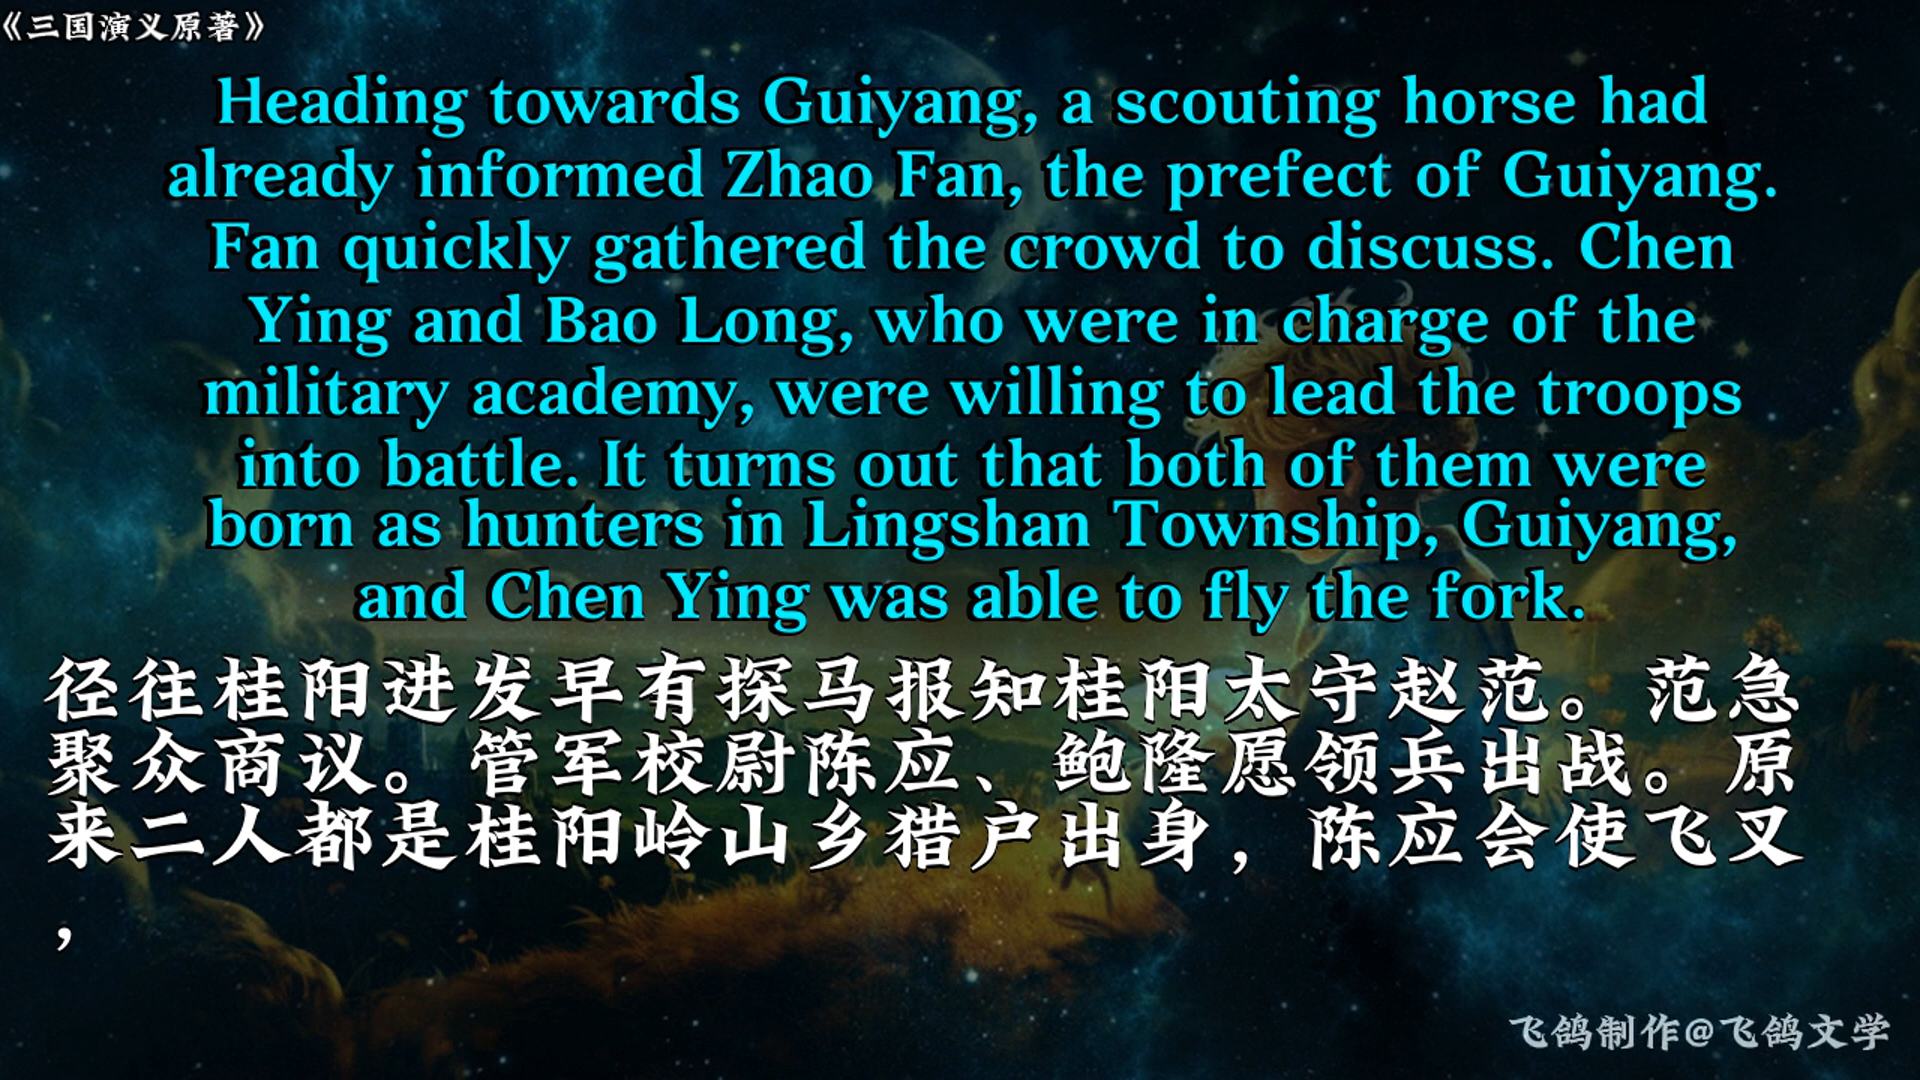 《三国演义原著》
Heading towards Guiyang, a scouting horse had
already informed Zhao Fan, the prefect of Guiyang.
Fan quickly gathered the crowd to discuss. Chen
Ying and Bao Long, who were in charge of the
military academy, were willing to lead the troops
into battle. It turns out that both of them were
born as hunters in Lingshan Township, Guiyang,
and Chen Ying was able to fly the fork.
径往桂阳进发早有探马报知桂阳太守赵范。范急
聚众商议。管军校尉陈应、鲍隆愿领兵出战。原
来二人都是桂阳岭山乡猎户出身，陈应会使飞叉
，
飞鸽制作@飞鸽文学